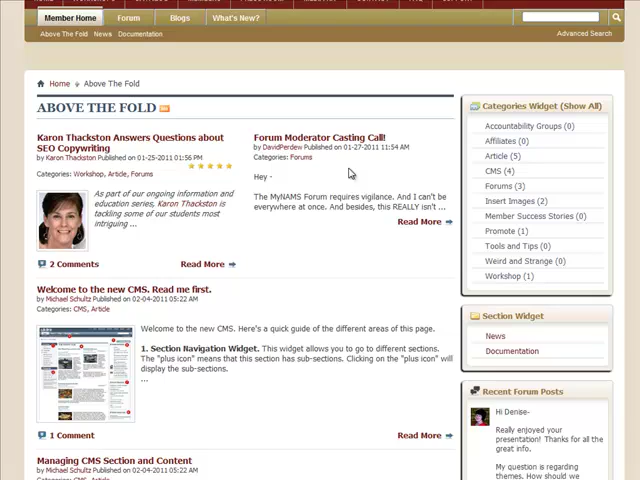 Member Home Forum Blogs What's New?
Above The Fold News Documentation Advanced Search
Home Above The Fold
ABOVE THE FOLD
Karon Thackston Answers Questions about
SEO Copywriting
by Karon Thackston Published on 01-25-2011 01:56 PM
Categories: Workshop, Article, Forums
As part of our ongoing information and
education series, Karon Thackston is
tackling some of our students most
intriguing ...
2 Comments Read More
Forum Moderator Casting Call!
by DavidPerdew Published on 01-27-2011 11:54 AM
Categories: Forums
Hey -
The MyNAMS Forum requires vigilance. And I can't be
everywhere at once. And besides, this REALLY isn't ...
Read More
Welcome to the new CMS. Read me first.
by Michael Schultz Published on 02-04-2011 05:22 AM
Categories: CMS, Article
Welcome to the new CMS. Here's a quick guide of the different areas of this page.
1. Section Navigation Widget. This widget allows you to go to different sections.
The "plus icon" means that this section has sub-sections. Clicking on the "plus icon" will
display the sub-sections.
...
1 Comment Read More
Managing CMS Section and Content
by Michael Schultz Published on 02-04-2011 05:22 AM
Categories: CMS, Article
Categories Widget (Show All)
Accountability Groups (0)
Affiliates (0)
Article (5)
CMS (4)
Forums (3)
Insert Images (2)
Member Success Stories (0)
Promote (1)
Tools and Tips (0)
Weird and Strange (0)
Workshop (1)
Section Widget
News
Documentation
Recent Forum Posts
Hi Denise-
Really enjoyed your
presentation! Thanks for all the
great info.
My question is regarding
themes. How should we